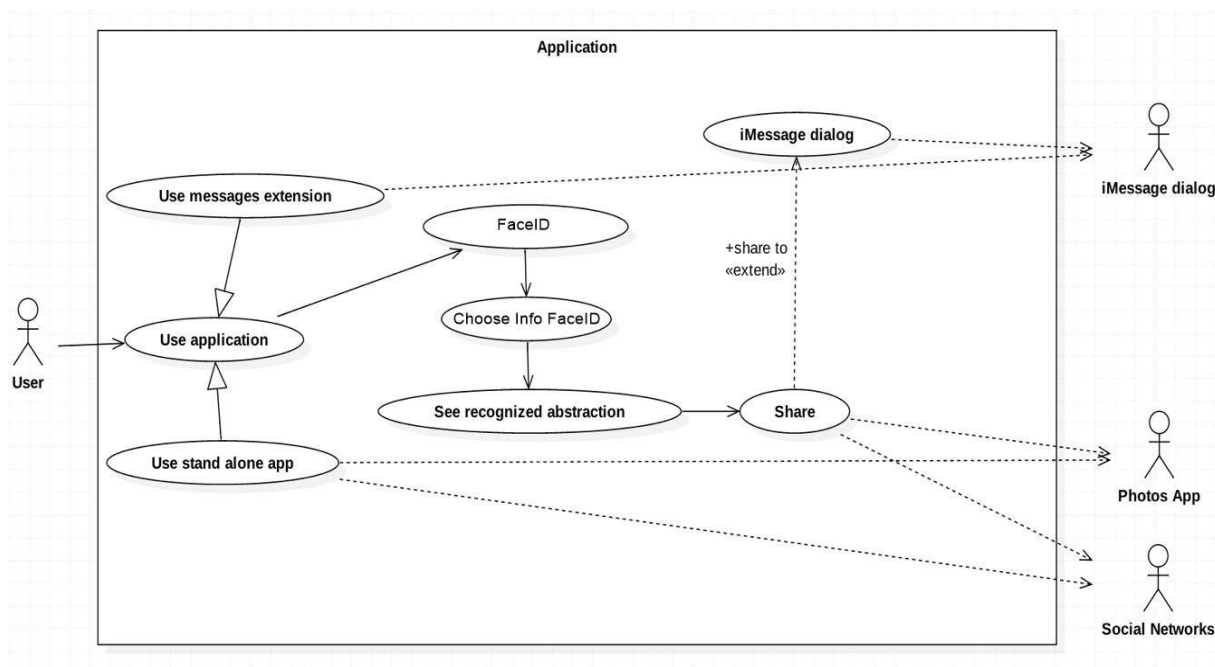 Application
iMessage dialog
iMessage dialog
Use messages extension
FaceID
+share to
«extend»
Choose Info FaceID
Use application
User
See recognized abstraction
Share
Use stand alone app
Photos App
Social Networks